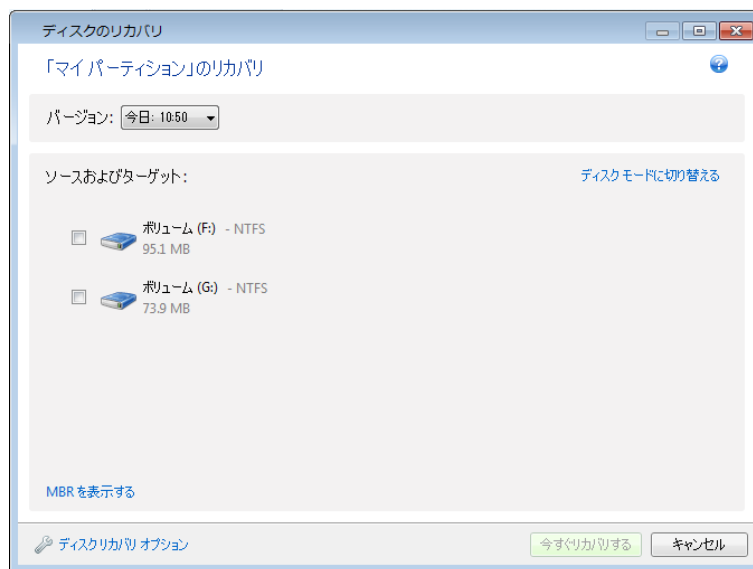 ディスクのリカバリ
「マイ パーティション」のリカバリ
?
バージョン: 今日: 10:50
ソースおよびターゲット:
ディスク モードに切り替える
ボリューム (F:) - NTFS
95.1 MB
ボリューム (G:) - NTFS
73.9 MB
MBR を表示する
ディスク リカバリ オプション
今すぐリカバリする
キャンセル